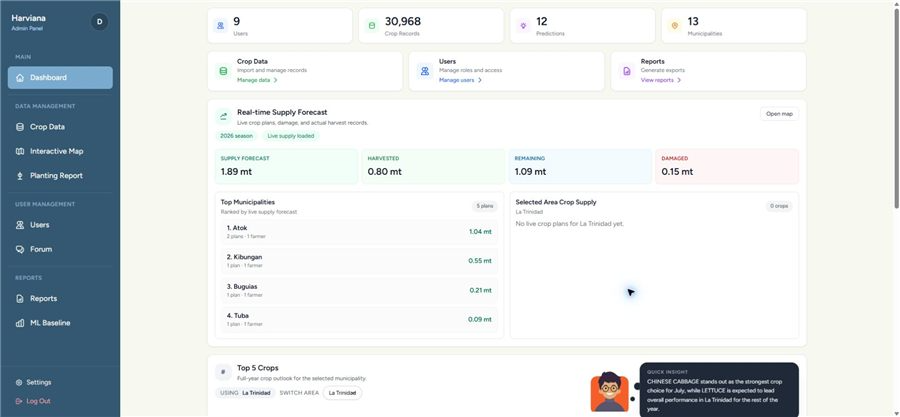 Harviana
Admin Panel
D
MAIN
Dashboard
DATA MANAGEMENT
Crop Data
Interactive Map
Planting Report
USER MANAGEMENT
Users
Forum
REPORTS
Reports
ML Baseline
Settings
Log Out
9
Users
30,968
Crop Records
12
Predictions
13
Municipalities
Crop Data
Import and manage records
Manage data >
Users
Manage roles and access
Manage users >
Reports
Generate exports
View reports >
Real-time Supply Forecast
Live crop plans, damage, and actual harvest records.
Open map
2026 season
Live supply loaded
SUPPLY FORECAST
1.89 mt
HARVESTED
0.80 mt
REMAINING
1.09 mt
DAMAGED
0.15 mt
Top Municipalities
Ranked by live supply forecast
5 plans
1. Atok
2 plans · 1 farmer
1.04 mt
2. Kibungan
1 plan · 1 farmer
0.55 mt
3. Buguias
1 plan · 1 farmer
0.21 mt
4. Tuba
1 plan · 1 farmer
0.09 mt
Selected Area Crop Supply
La Trinidad
0 crops
No live crop plans for La Trinidad yet.
#
Top 5 Crops
Full-year crop outlook for the selected municipality.
USING La Trinidad
SWITCH AREA
La Trinidad
QUICK INSIGHT
CHINESE CABBAGE stands out as the strongest crop
choice for July, while LETTUCE is expected to lead
overall performance in La Trinidad for the rest of the
year.